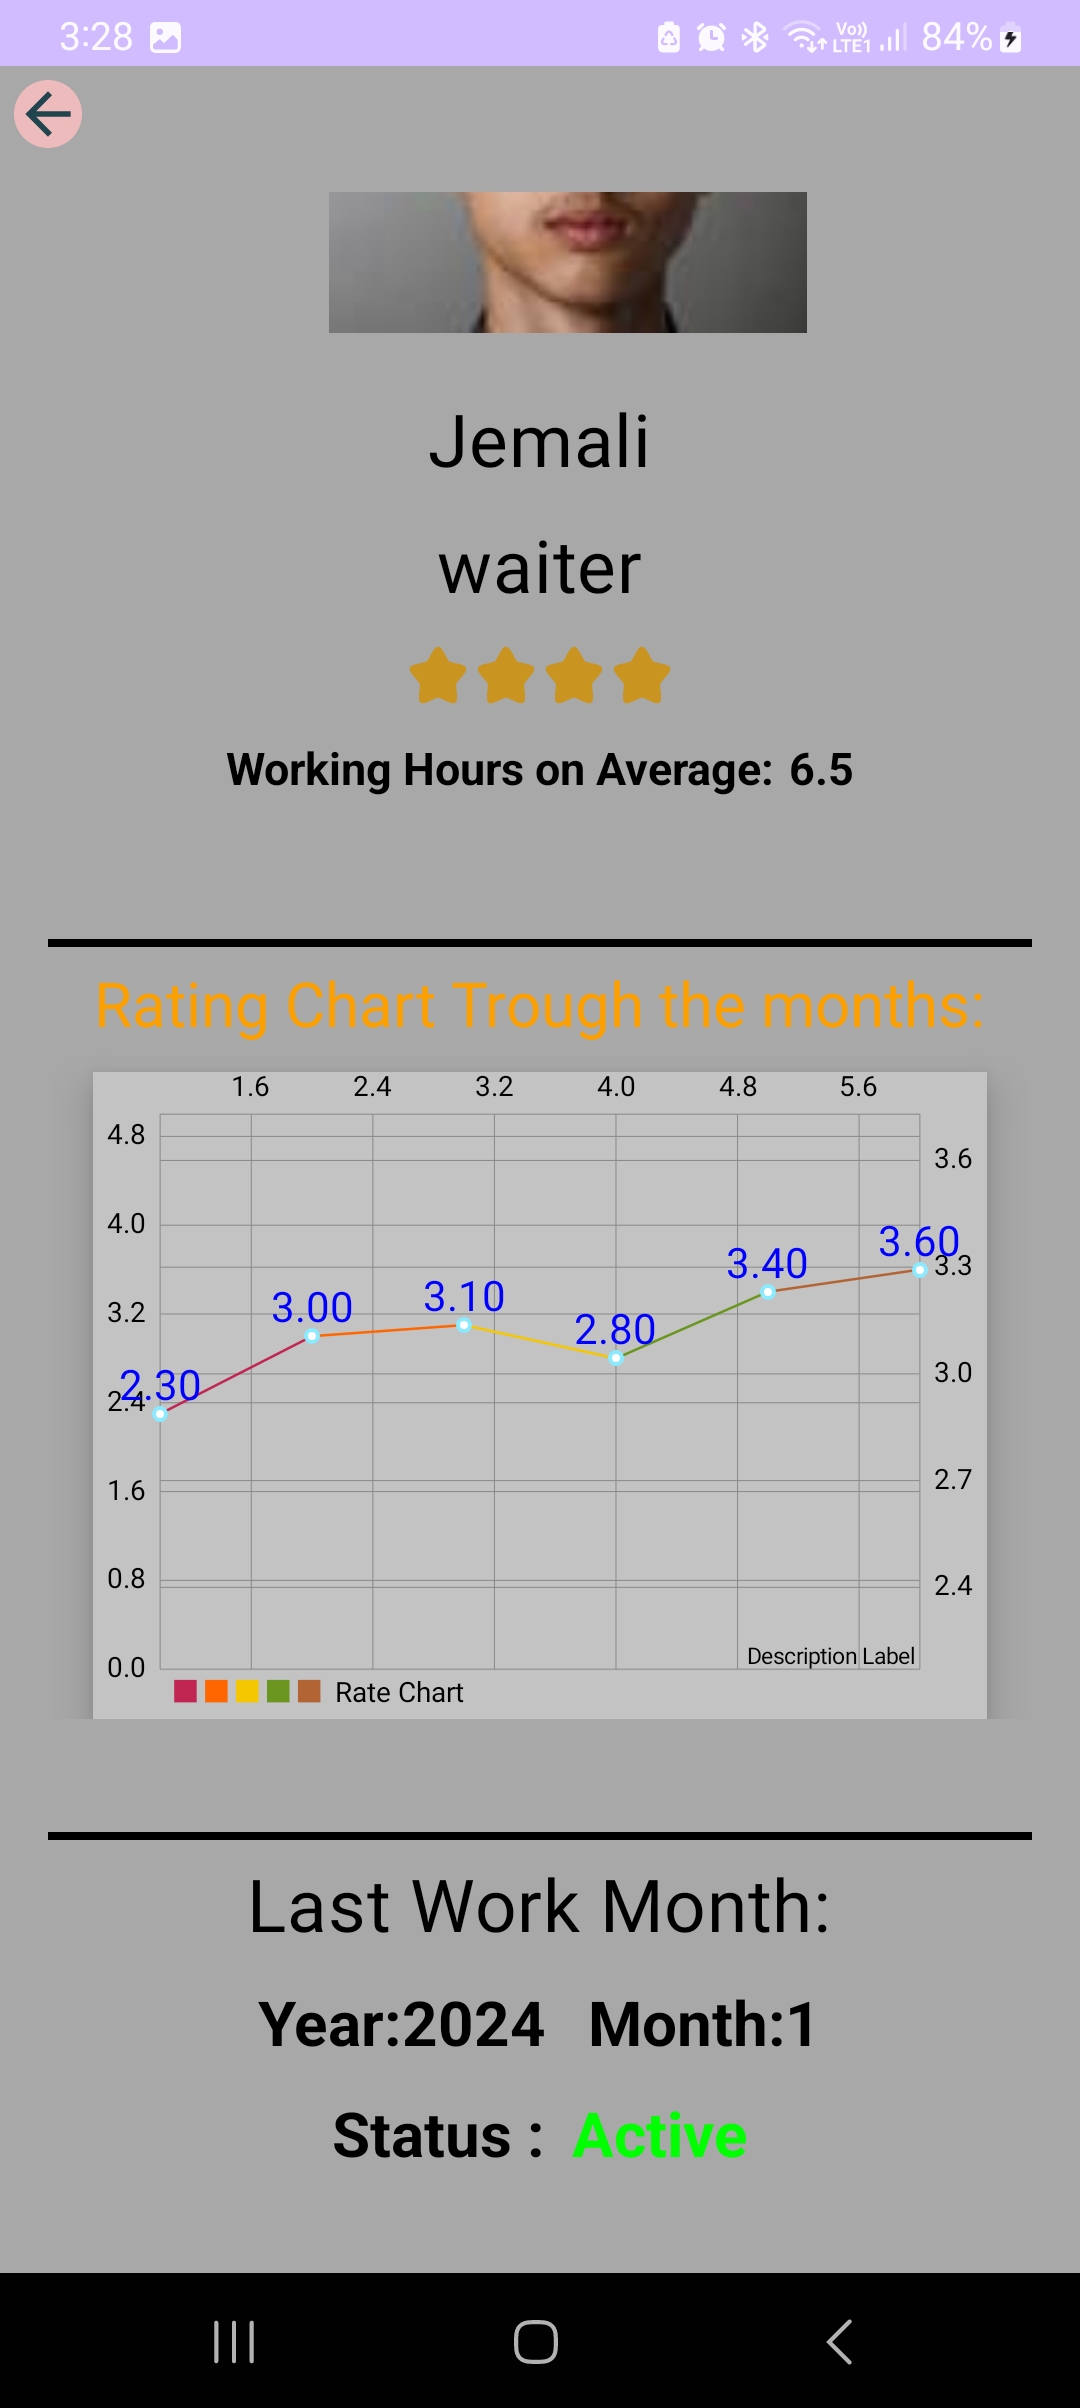 3:28 Vo)) LTE1 84%
Jemali
waiter
Working Hours on Average: 6.5
Rating Chart Trough the months:
1.6 2.4 3.2 4.0 4.8 5.6
4.8
3.6
4.0
3.60
3.40
3.3
3.10
3.00
3.2
2.80
2.30
3.0
2.4
2.7
1.6
0.8
2.4
Description Label
0.0
Rate Chart
Last Work Month:
Year:2024 Month:1
Status : Active